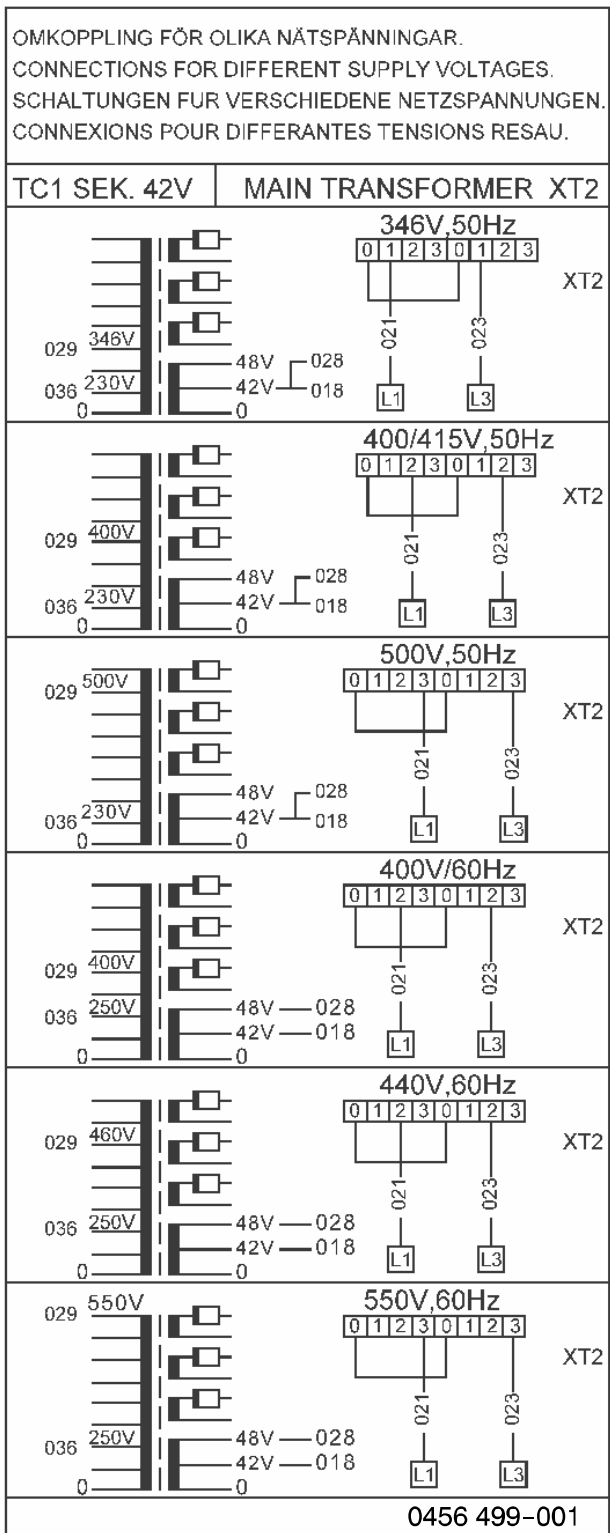 OMKOPPLING FÖR OLIKA NÄTSPÄNNINGAR.
CONNECTIONS FOR DIFFERENT SUPPLY VOLTAGES.
SCHALTUNGEN FUR VERSCHIEDENE NETZSPANNUNGEN.
CONNEXIONS POUR DIFFERANTES TENSIONS RESAU.
TC1 SEK. 42V MAIN TRANSFORMER XT2
346V,50Hz
0 1 2 3 0 1 2 3
XT2
021 023
029 346V
48V 028
036 230V 42V 018
L1 L3
0 0
400/415V,50Hz
0 1 2 3 0 1 2 3
XT2
029 400V
021 023
48V 028
036 230V 42V 018
L1 L3
0 0
500V,50Hz
0 1 2 3 0 1 2 3
029 500V
XT2
021 023
48V 028
036 230V 42V 018
L1 L3
0 0
400V/60Hz
0 1 2 3 0 1 2 3
XT2
029 400V
021 023
036 250V 48V 028
42V 018
L1 L3
0 0
440V,60Hz
0 1 2 3 0 1 2 3
029 460V
XT2
021 023
036 250V 48V 028
42V 018
L1 L3
0 0
029 550V
550V,60Hz
0 1 2 3 0 1 2 3
XT2
021 023
036 250V 48V 028
42V 018
L1 L3
0 0
0456 499-001